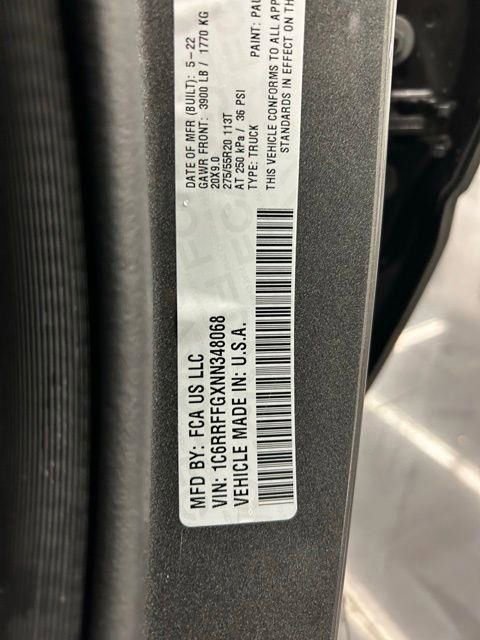 MFD BY: FCA US LLC
VIN: 1C6RRFFGXNN348068
VEHICLE MADE IN: U.S.A.
DATE OF MFR (BUILT): 5-22
GAWR FRONT: 3900 LB / 1770 KG
20X9.0
275/55R20 113T
AT 250 kPa / 36 PSI
TYPE: TRUCK
PAINT: PAU
THIS VEHICLE CONFORMS TO ALL APP
STANDARDS IN EFFECT ON TH